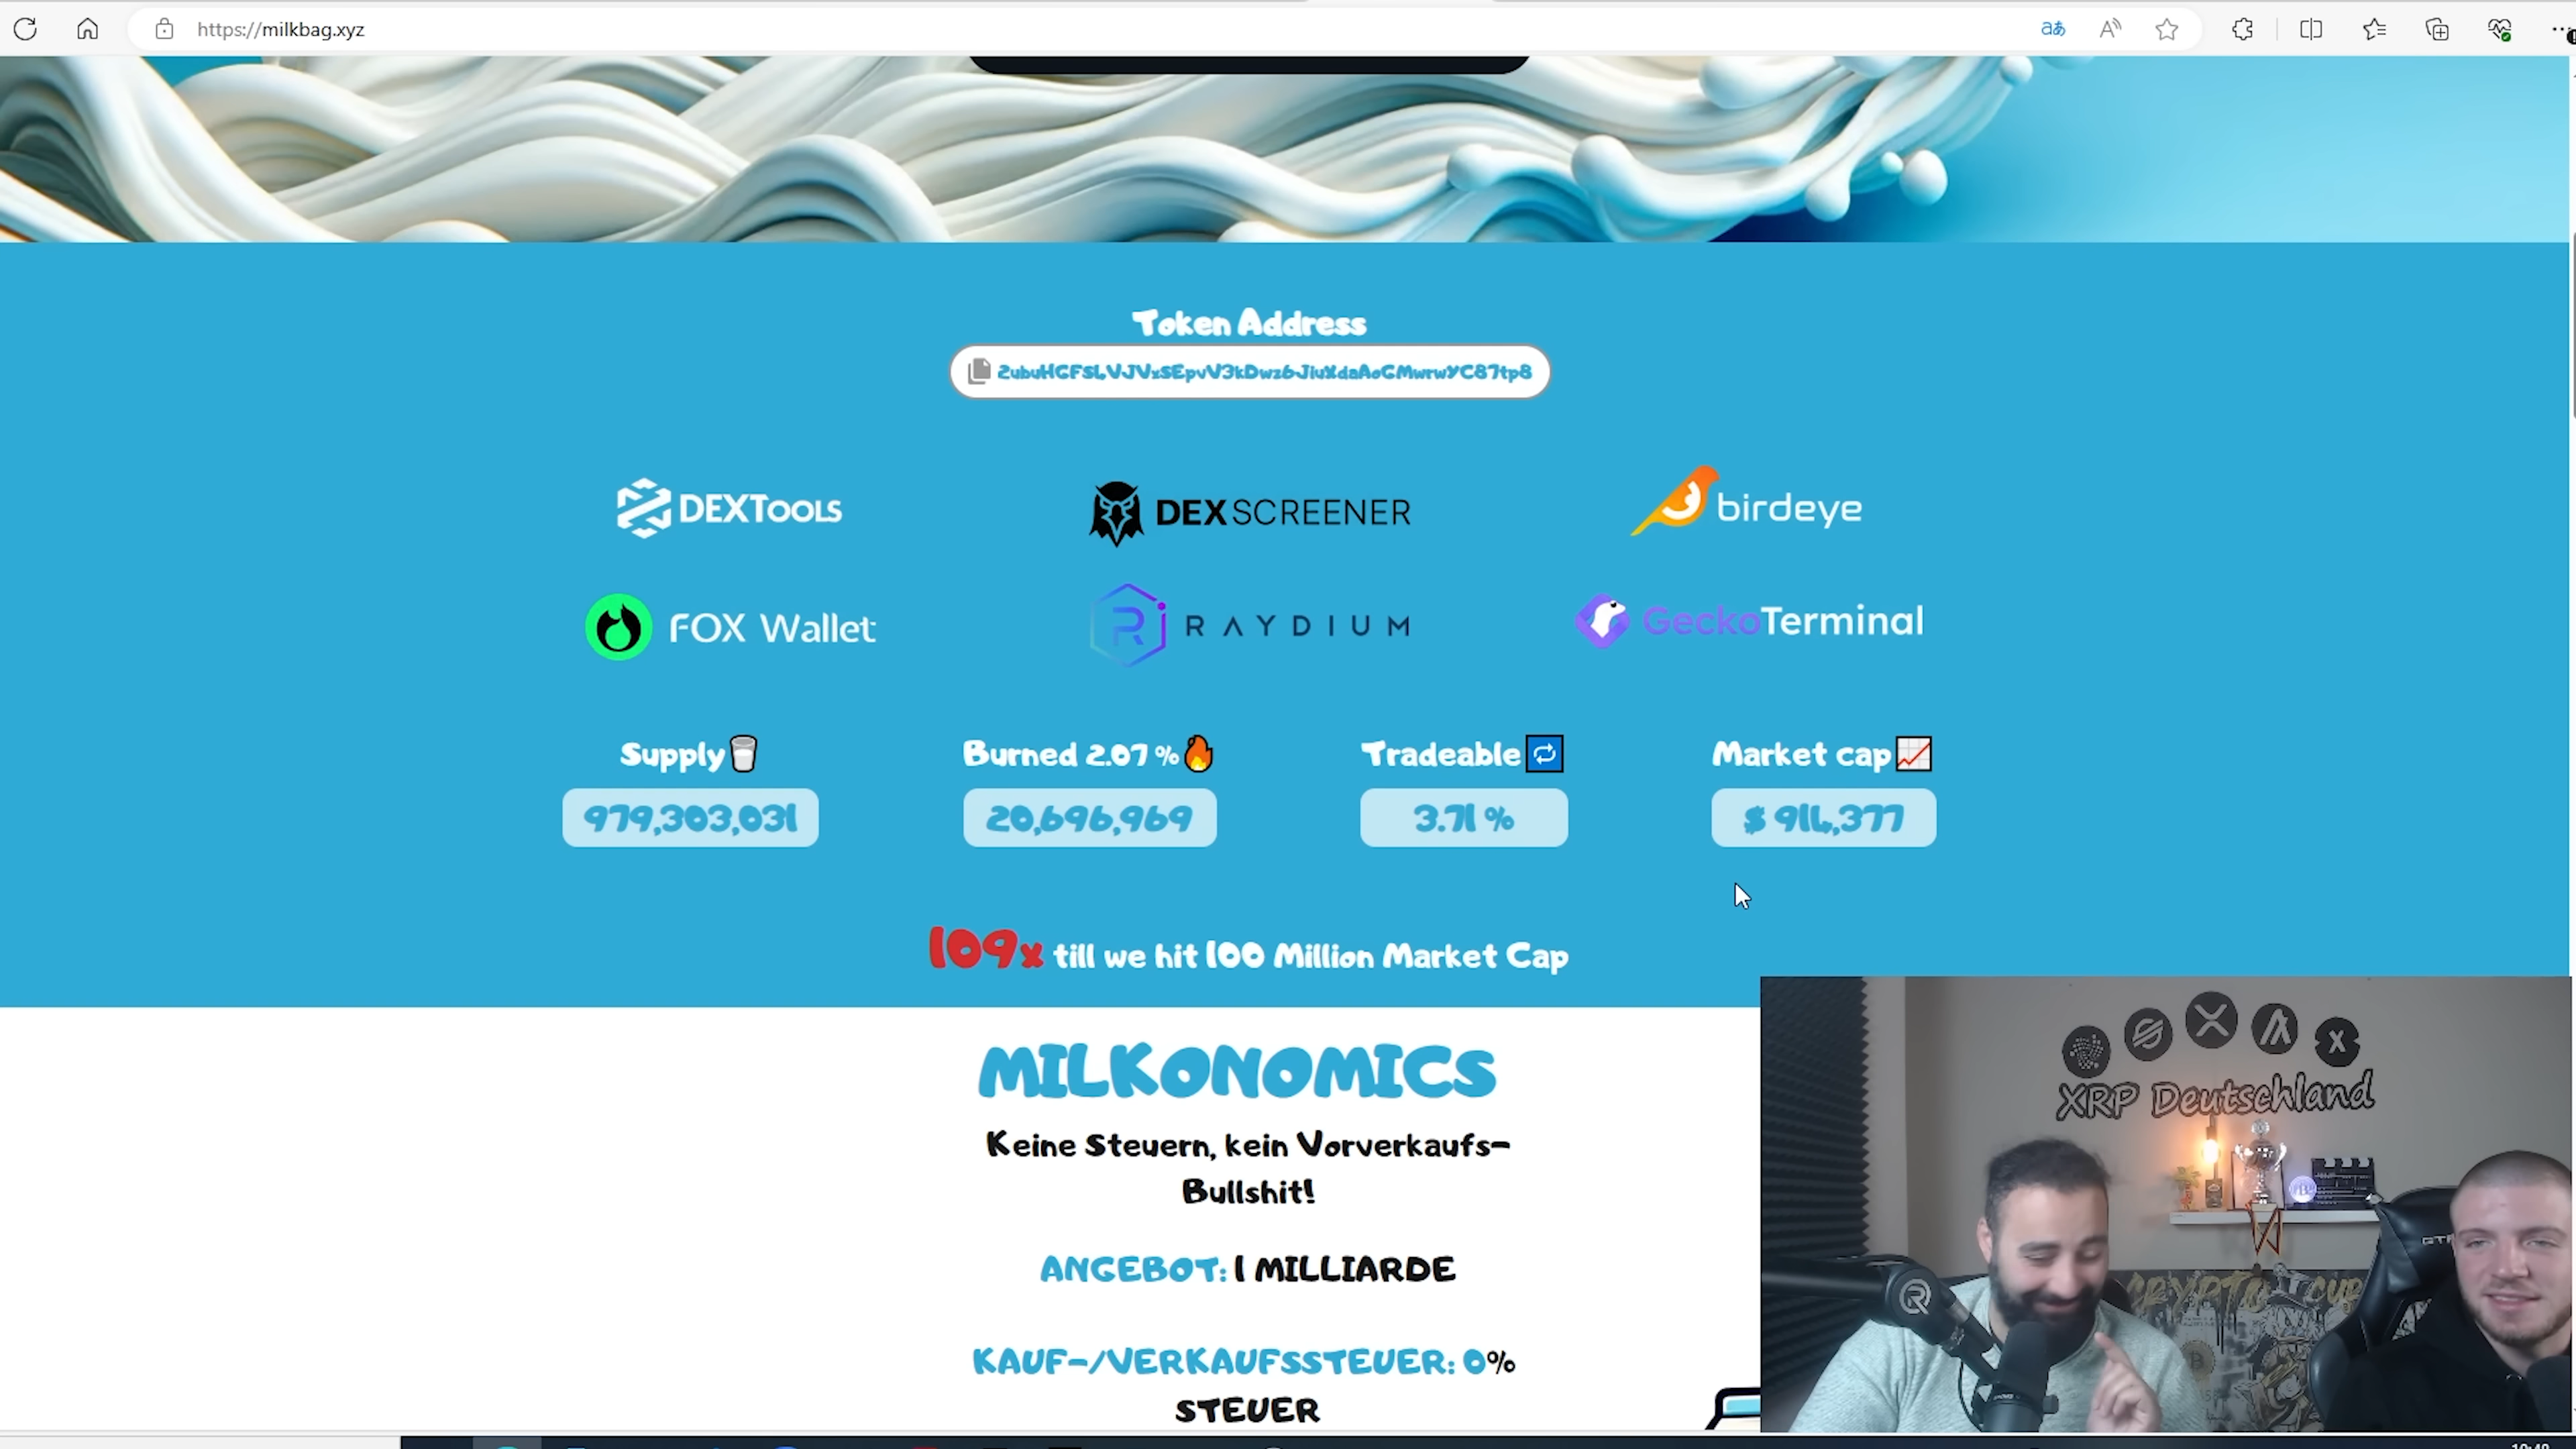 https://milkbag.xyz
Token Address
DEXTOOLS
DEXSCREENER
birdeye
FOX Wallet
RAYDIUM
GeckoTerminal
Supply
Burned 2.07 %
Tradeable
Market cap
979,303,031
20,696,969
3.71 %
$ 914,377
109x till we hit 100 Million Market Cap
MILKONOMICS
Keine Steuern, kein Vorverkaufs-
Bullshit!
ANGEBOT: 1 MILLIARDE
KAUF-/VERKAUFSSTEUER: 0%
STEUER
XRP Deutschland